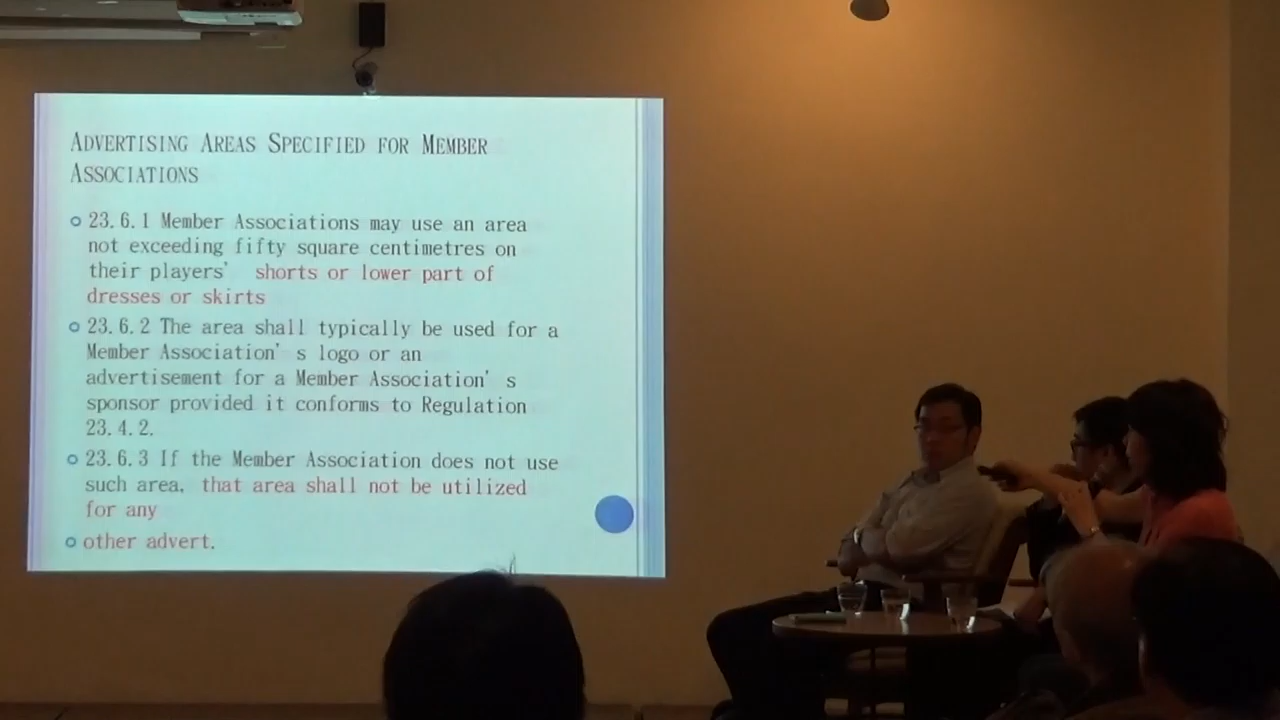 ADVERTISING AREAS SPECIFIED FOR MEMBER
ASSOCIATIONS
23.6.1 Member Associations may use an area
not exceeding fifty square centimetres on
their players' shorts or lower part of
dresses or skirts
23.6.2 The area shall typically be used for a
Member Association's logo or an
advertisement for a Member Association's
sponsor provided it conforms to Regulation
23.4.2.
23.6.3 If the Member Association does not use
such area, that area shall not be utilized
for any
other advert.